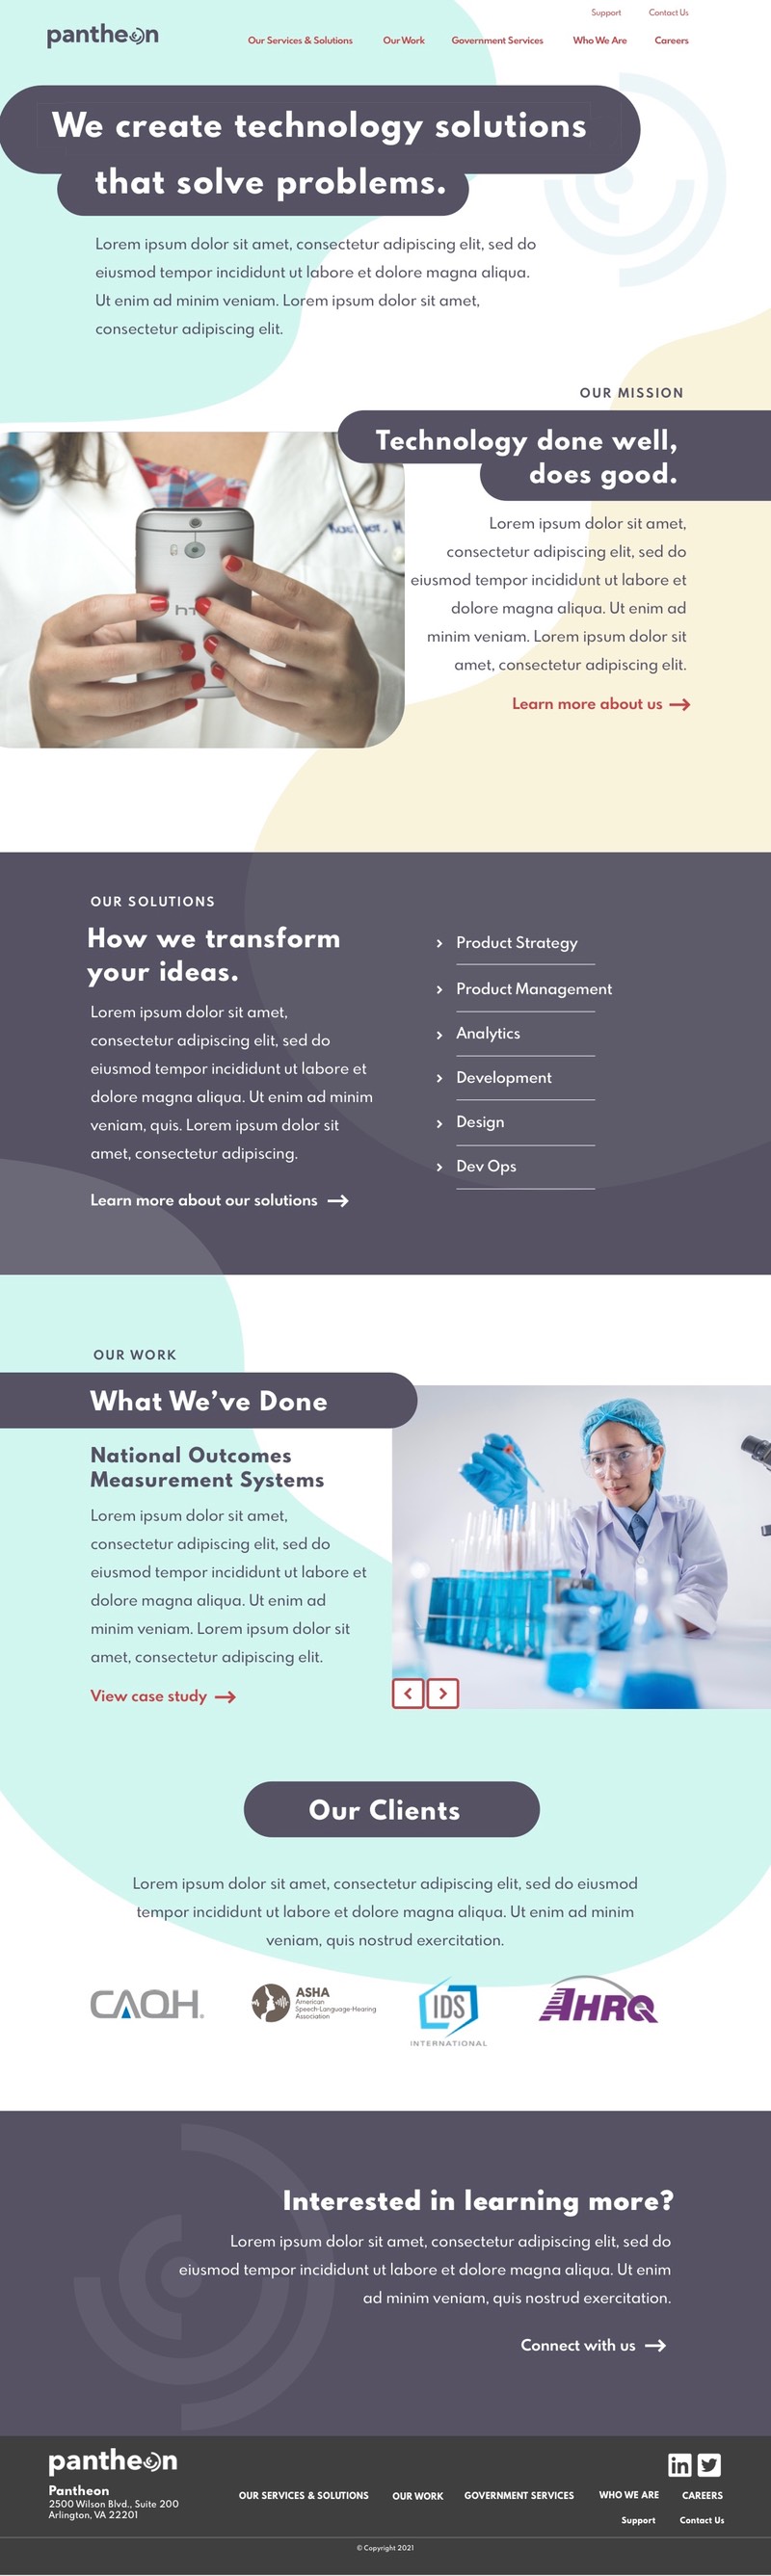 Support Contact Us
pantheon
Our Services & Solutions Our Work Government Services Who We Are Careers
We create technology solutions
that solve problems.
Lorem ipsum dolor sit amet, consectetur adipiscing elit, sed do
eiusmod tempor incididunt ut labore et dolore magna aliqua.
Ut enim ad minim veniam. Lorem ipsum dolor sit amet,
consectetur adipiscing elit.
OUR MISSION
Technology done well,
does good.
Lorem ipsum dolor sit amet,
consectetur adipiscing elit, sed do
eiusmod tempor incididunt ut labore et
dolore magna aliqua. Ut enim ad
minim veniam. Lorem ipsum dolor sit
amet, consectetur adipiscing elit.
Learn more about us
OUR SOLUTIONS
How we transform
your ideas.
Lorem ipsum dolor sit amet,
consectetur adipiscing elit, sed do
eiusmod tempor incididunt ut labore et
dolore magna aliqua. Ut enim ad minim
veniam, quis. Lorem ipsum dolor sit
amet, consectetur adipiscing.
Learn more about our solutions
Product Strategy
Product Management
Analytics
Development
Design
Dev Ops
OUR WORK
What We’ve Done
National Outcomes
Measurement Systems
Lorem ipsum dolor sit amet,
consectetur adipiscing elit, sed do
eiusmod tempor incididunt ut labore et
dolore magna aliqua. Ut enim ad
minim veniam. Lorem ipsum dolor sit
amet, consectetur adipiscing elit.
View case study
Our Clients
Lorem ipsum dolor sit amet, consectetur adipiscing elit, sed do eiusmod
tempor incididunt ut labore et dolore magna aliqua. Ut enim ad minim
veniam, quis nostrud exercitation.
CAQH
ASHA
American
Speech-Language-Hearing
Association
IDS
INTERNATIONAL
AHRQ
Interested in learning more?
Lorem ipsum dolor sit amet, consectetur adipiscing elit, sed do
eiusmod tempor incididunt ut labore et dolore magna aliqua. Ut enim
ad minim veniam, quis nostrud exercitation.
Connect with us
pantheon
Pantheon
2500 Wilson Blvd., Suite 200
Arlington, VA 22201
in
OUR SERVICES & SOLUTIONS OUR WORK GOVERNMENT SERVICES WHO WE ARE CAREERS
Support Contact Us
© Copyright 2021